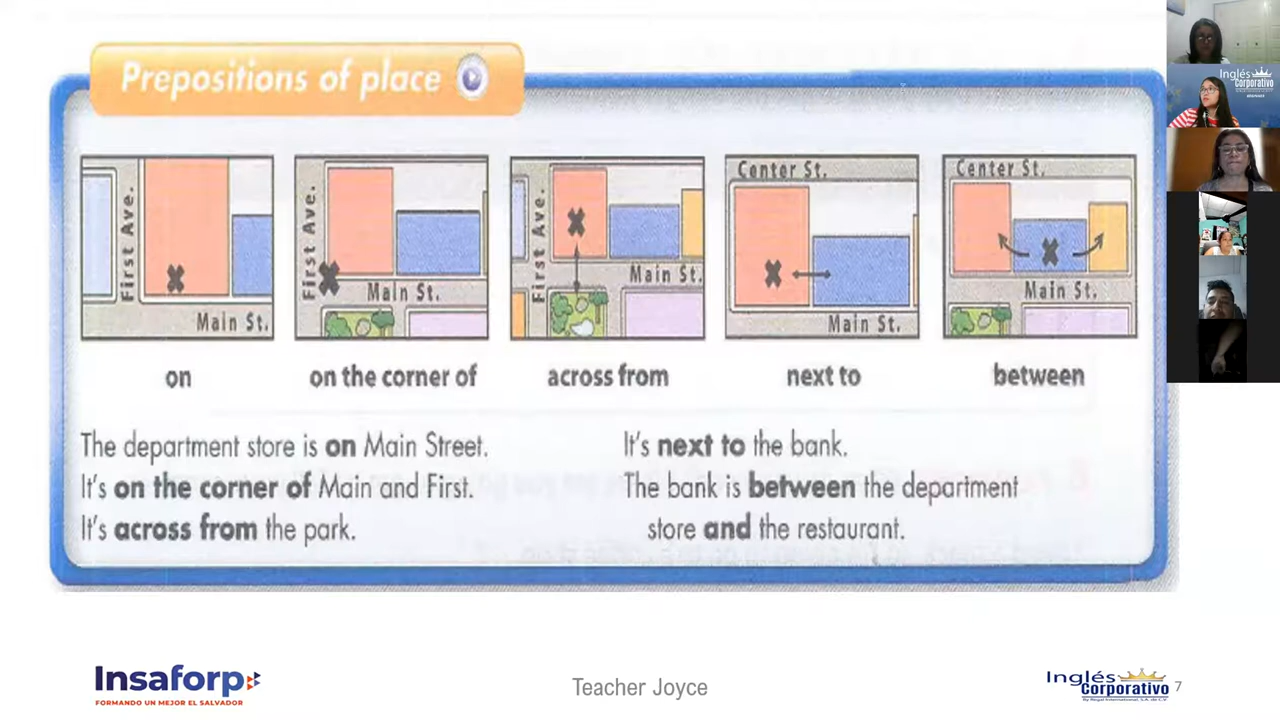 Prepositions of place
First Ave.
Main St.
First Ave.
Main St.
First Ave.
Main St.
Center St.
Main St.
Center St.
Main St.
on
on the corner of
across from
next to
between
The department store is on Main Street.
It's on the corner of Main and First.
It's across from the park.
It's next to the bank.
The bank is between the department
store and the restaurant.
Insaforp
FORMANDO UN MEJOR EL SALVADOR
Teacher Joyce
Inglés
Corporativo
By Regal International, S.A. de C.V
7
Inglés
Corporativo